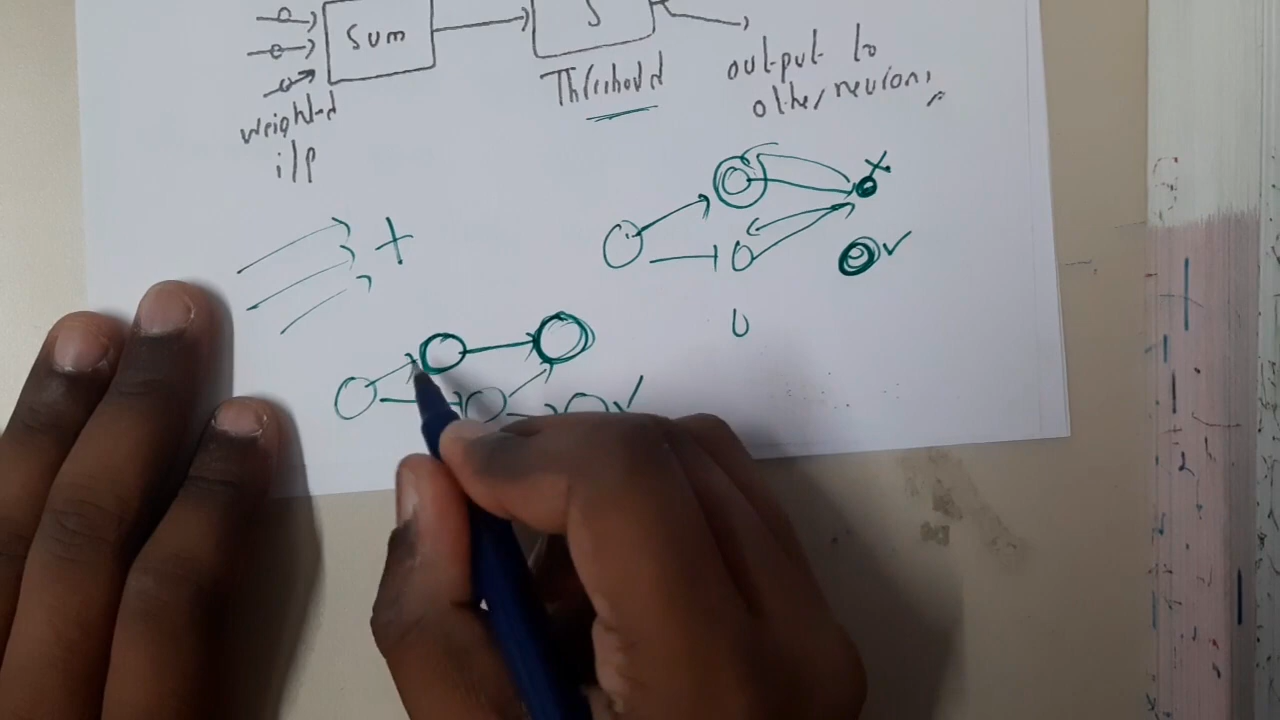 Sum
S
Threshold
output to
other neurons
weighted
i/p
+
x
✓
✓